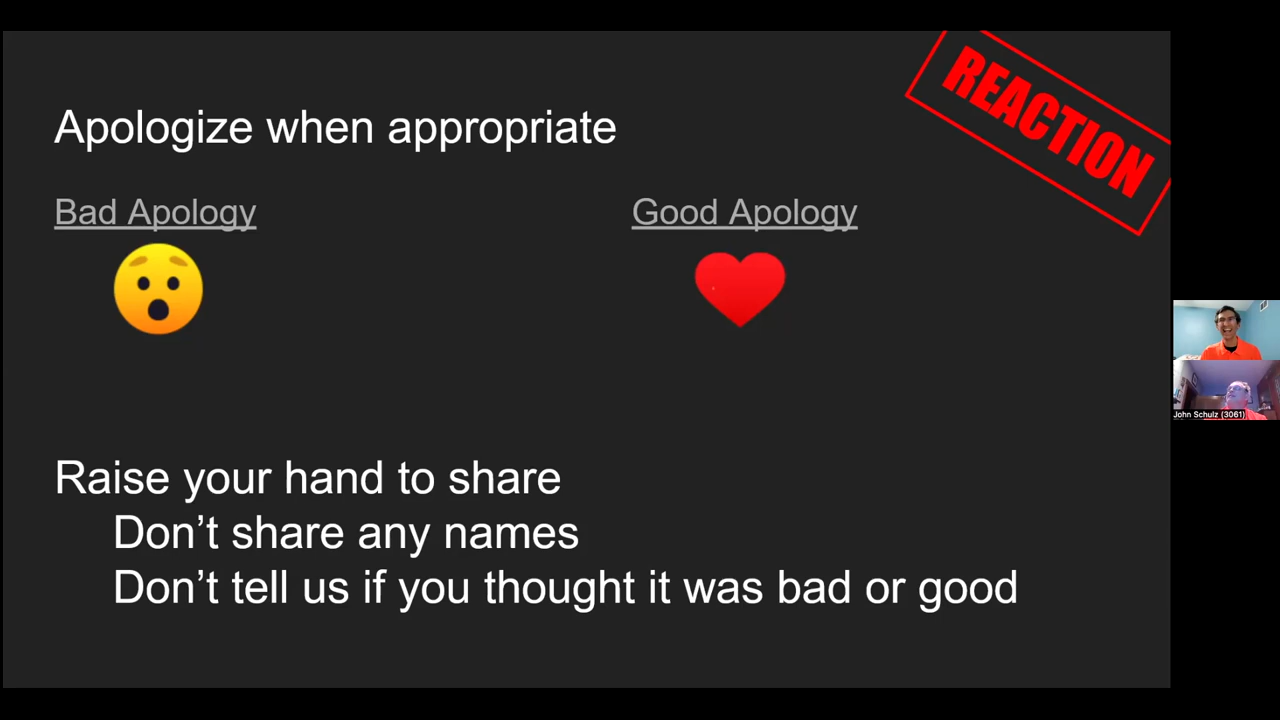 REACTION
Apologize when appropriate
Bad Apology
Good Apology
Raise your hand to share
Don’t share any names
Don’t tell us if you thought it was bad or good
John Schulz (3061)